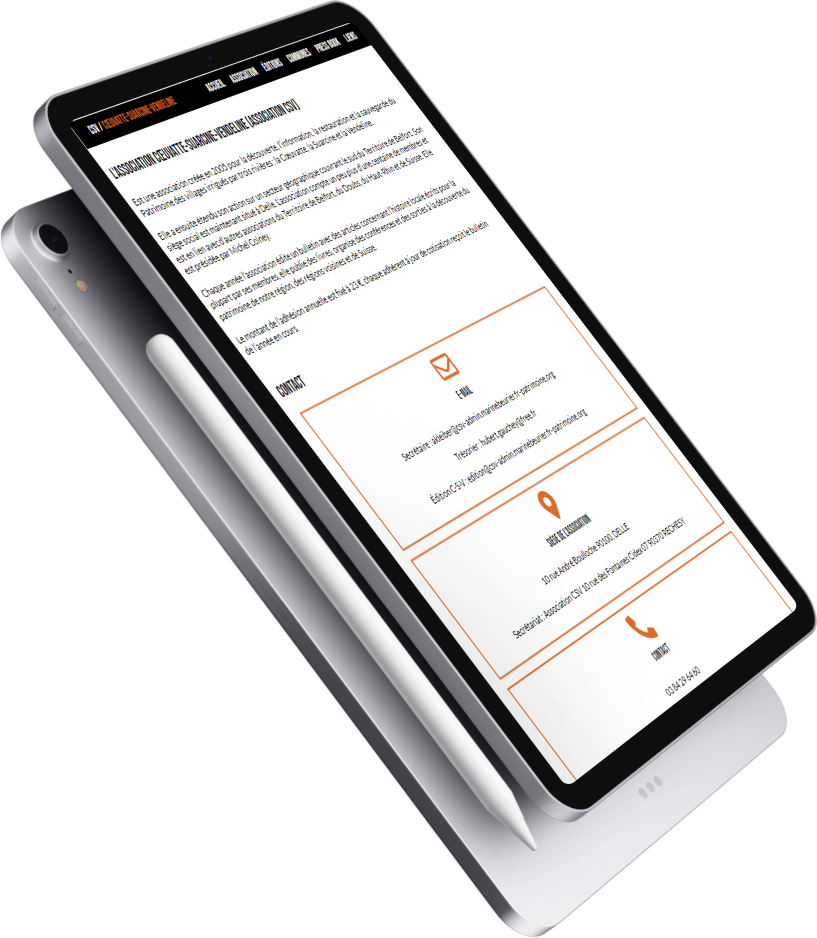 CSV / CŒUVATTE-SUARCINE-VENDELINE
ACCUEIL ASSOCIATION ÉDITIONS COMMUNES PRESS BOOK LIENS
L'ASSOCIATION CŒUVATTE-SUARCINE-VENDELINE (ASSOCIATION CSV)
Est une association créée en 2005 pour la découverte, l'information, la restauration et la sauvegarde du
Patrimoine des villages irrigués par trois rivières : la Cœuvatte, la Suarcine et la Vendeline.
Elle a ensuite étendu son action sur un secteur géographique couvrant le sud du Territoire de Belfort. Son
siège social est maintenant situé à Delle. L'association compte un peu plus d'une centaine de membres et
est en lien avec d'autres associations du Territoire de Belfort, du Doubs, du Haut-Rhin et de Suisse. Elle
est présidée par Michel Colney.
Chaque année l'association édite un bulletin avec des articles concernant l'histoire locale écrits pour la
plupart par ses membres, elle publie des livres, organise des conférences et des sorties à la découverte du
patrimoine de notre région, des régions voisines et de Suisse.
Le montant de l'adhésion annuelle est fixé à 23 €, chaque adhérent à jour de cotisation reçoit le bulletin
de l'année en cours.
CONTACT
E-MAIL
Secrétaire : akleiber@csv-admin.marinebeurier.fr-patrimoine.org
Trésorier : hubert.gauchey@free.fr
Édition C-S-V : edition@csv-admin.marinebeurier.fr-patrimoine.org
SIÈGE DE L'ASSOCIATION
10 rue André Boulloche 90100, DELLE
Secrétariat : Association CSV 10 rue des Fontaines Cidex 07 90370 RECHESY
CONTACT
03 84 29 64 60